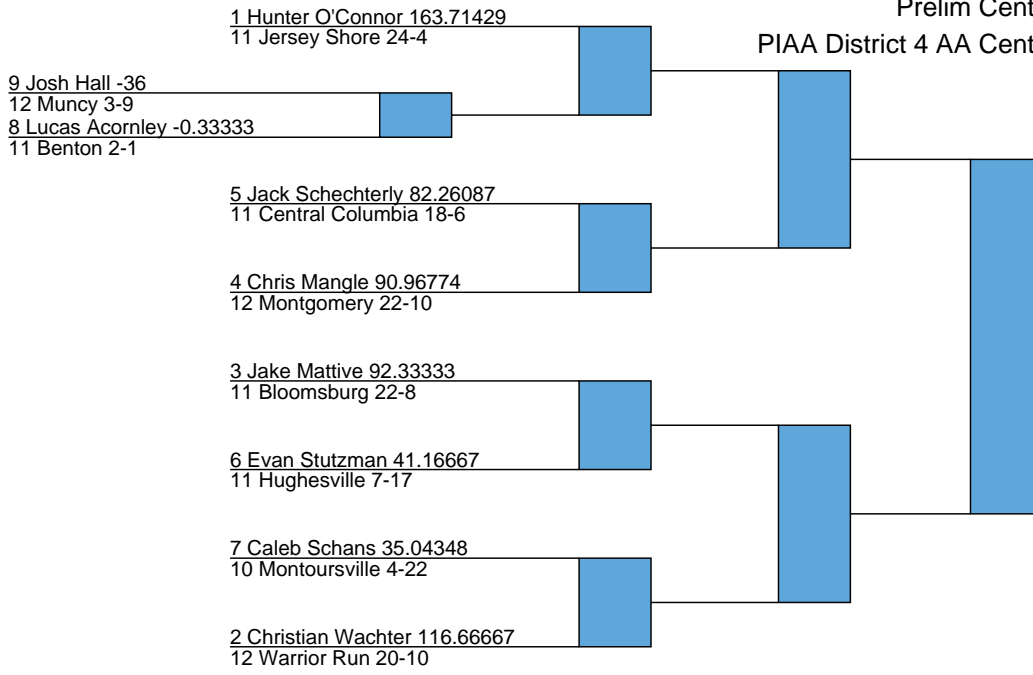 Prelim Cent
PIAA District 4 AA Cent
1 Hunter O'Connor 163.71429
11 Jersey Shore 24-4
9 Josh Hall -36
12 Muncy 3-9
8 Lucas Acornley -0.33333
11 Benton 2-1
5 Jack Schechterly 82.26087
11 Central Columbia 18-6
4 Chris Mangle 90.96774
12 Montgomery 22-10
3 Jake Mattive 92.33333
11 Bloomsburg 22-8
6 Evan Stutzman 41.16667
11 Hughesville 7-17
7 Caleb Schans 35.04348
10 Montoursville 4-22
2 Christian Wachter 116.66667
12 Warrior Run 20-10